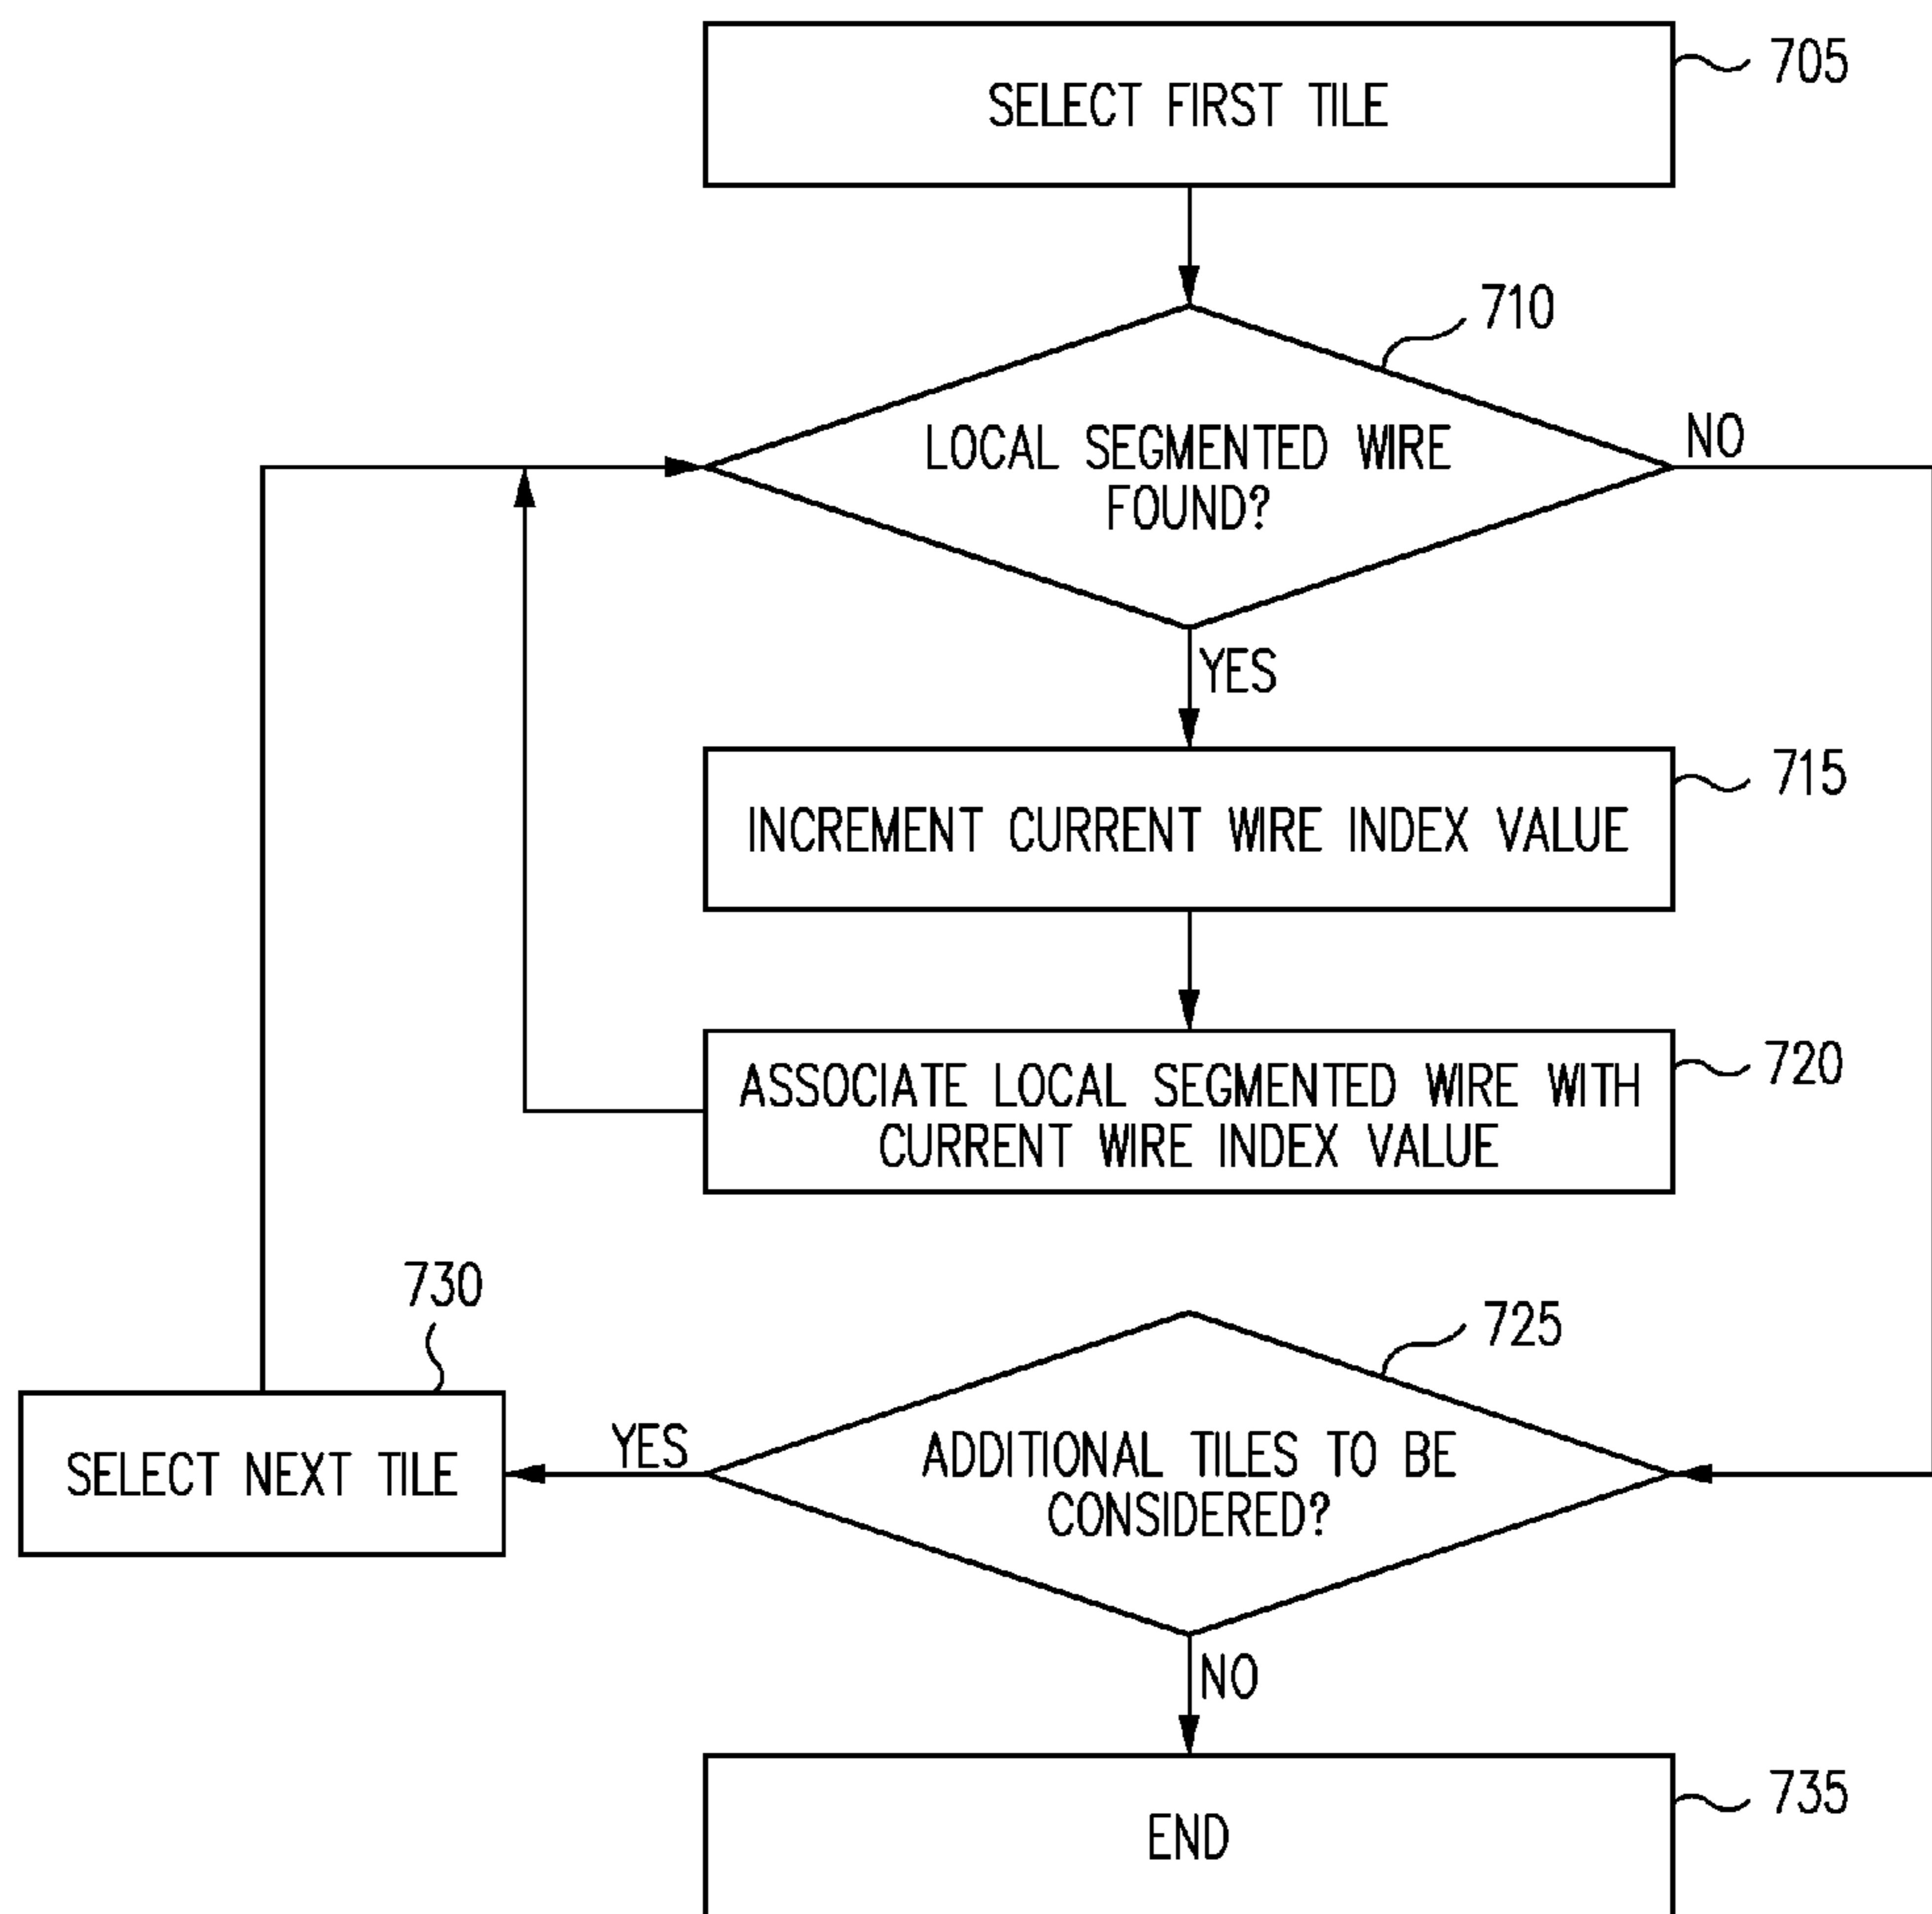 SELECT FIRST TILE
705
710
LOCAL SEGMENTED WIRE
FOUND?
NO
YES
INCREMENT CURRENT WIRE INDEX VALUE
715
ASSOCIATE LOCAL SEGMENTED WIRE WITH
CURRENT WIRE INDEX VALUE
720
730
SELECT NEXT TILE
YES
725
ADDITIONAL TILES TO BE
CONSIDERED?
NO
END
735